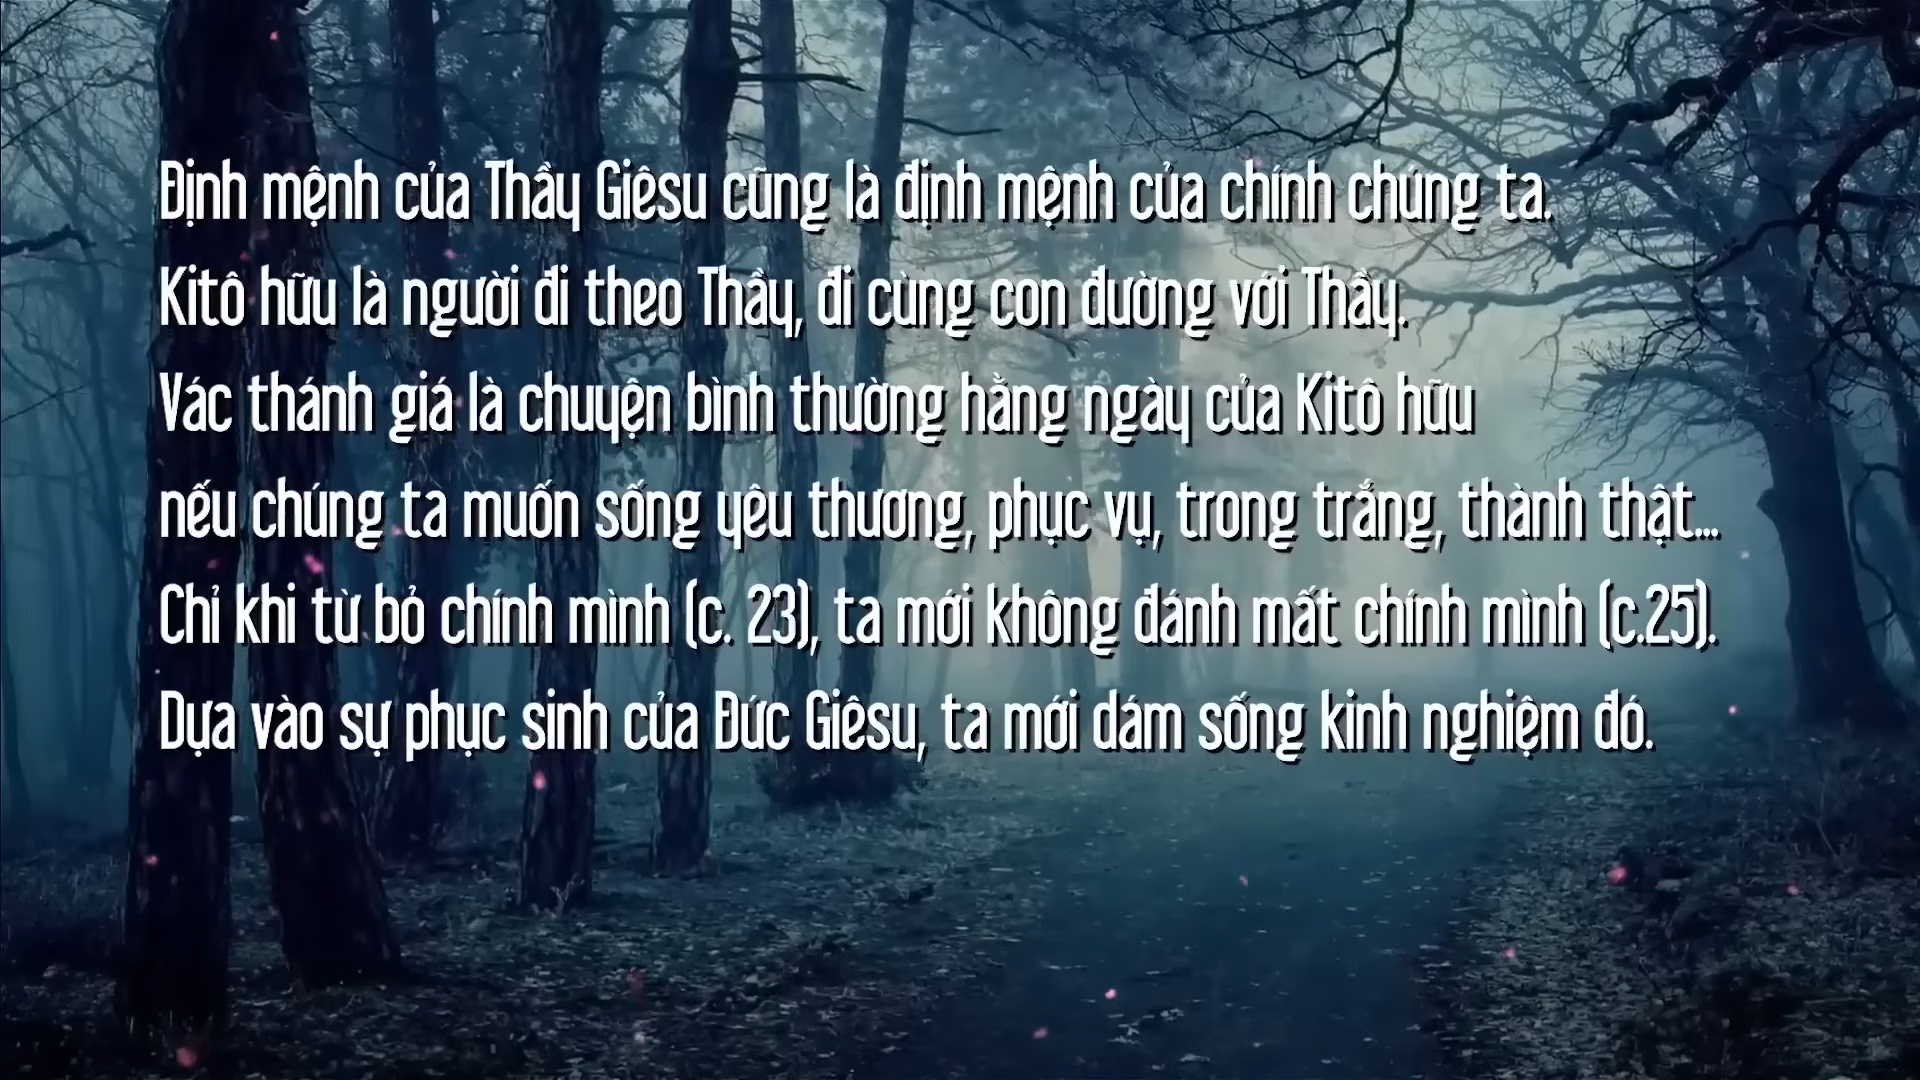 Định mệnh của Thầy Giêsu cũng là định mệnh của chính chúng ta.
Kitô hữu là người đi theo Thầy, đi cùng con đường với Thầy.
Vác thánh giá là chuyện bình thường hằng ngày của Kitô hữu
nếu chúng ta muốn sống yêu thương, phục vụ, trong trắng, thành thật...
Chỉ khi từ bỏ chính mình (c. 23), ta mới không đánh mất chính mình (c.25).
Dựa vào sự phục sinh của Đức Giêsu, ta mới dám sống kinh nghiệm đó.